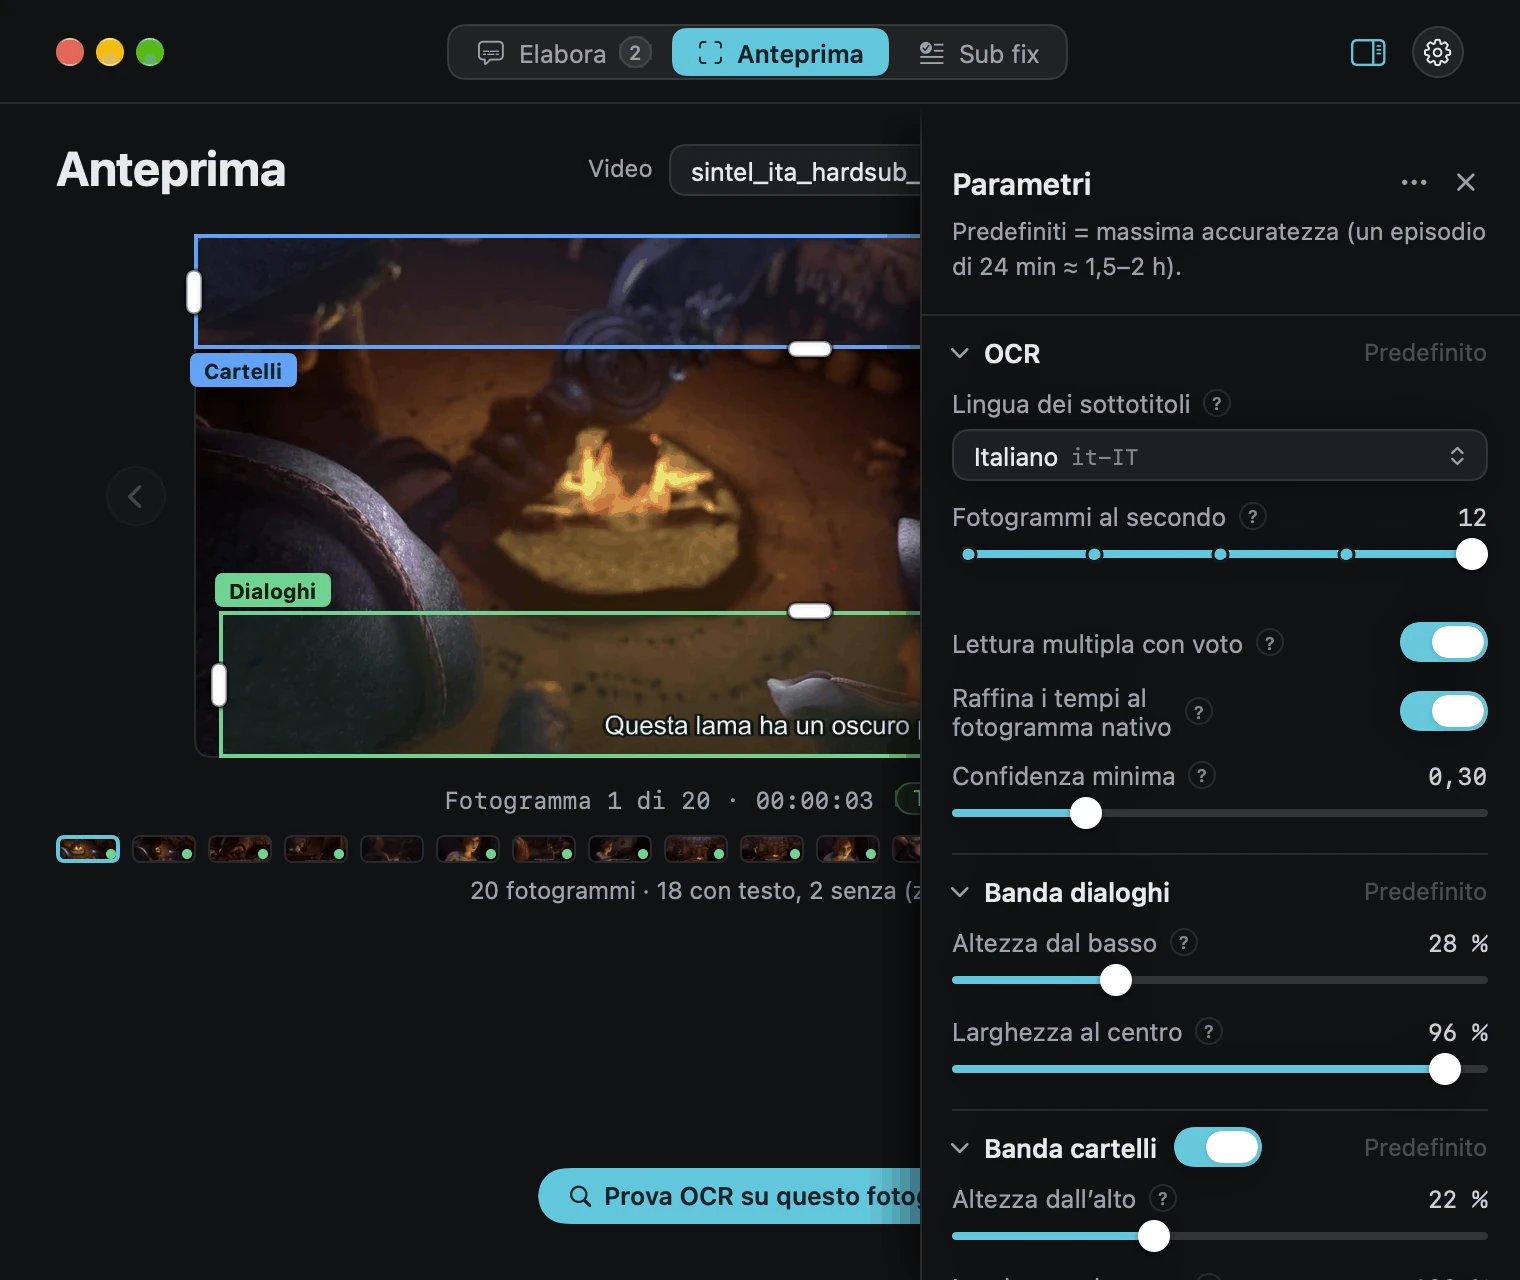 Elabora 2
Anteprima
Sub fix
Anteprima
Video
sintel_ita_hardsub_
Cartelli
Dialoghi
Questa lama ha un oscuro
Fotogramma 1 di 20 · 00:00:03
20 fotogrammi · 18 con testo, 2 senza
Prova OCR su questo
Parametri
Predefiniti = massima accuratezza (un episodio
di 24 min ≈ 1,5–2 h).
OCR
Predefinito
Lingua dei sottotitoli ?
Italiano it-IT
Fotogrammi al secondo ? 12
Lettura multipla con voto ?
Raffina i tempi al
fotogramma nativo ?
Confidenza minima ? 0,30
Banda dialoghi
Predefinito
Altezza dal basso ? 28 %
Larghezza al centro ? 96 %
Banda cartelli
Predefinito
Altezza dall’alto ? 22 %